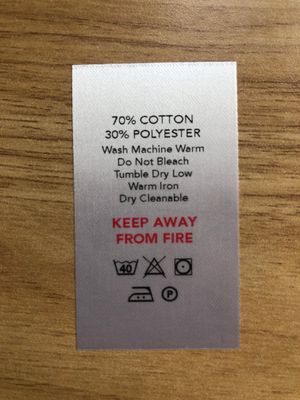 70% COTTON
30% POLYESTER
Wash Machine Warm
Do Not Bleach
Tumble Dry Low
Warm Iron
Dry Cleanable
KEEP AWAY
FROM FIRE
40
P